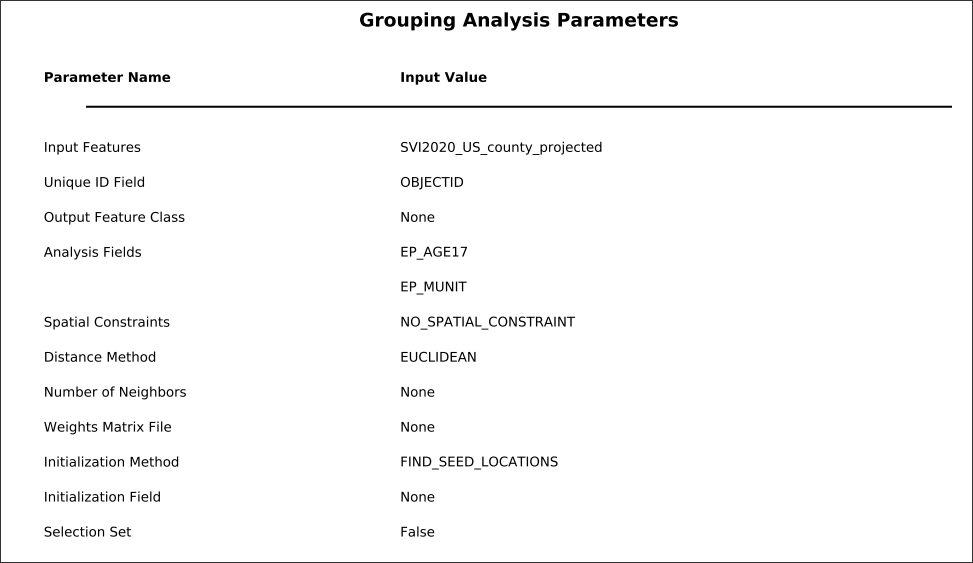 Grouping Analysis Parameters
Parameter Name Input Value
Input Features SVI2020_US_county_projected
Unique ID Field OBJECTID
Output Feature Class None
Analysis Fields EP_AGE17
EP_MUNIT
Spatial Constraints NO_SPATIAL_CONSTRAINT
Distance Method EUCLIDEAN
Number of Neighbors None
Weights Matrix File None
Initialization Method FIND_SEED_LOCATIONS
Initialization Field None
Selection Set False